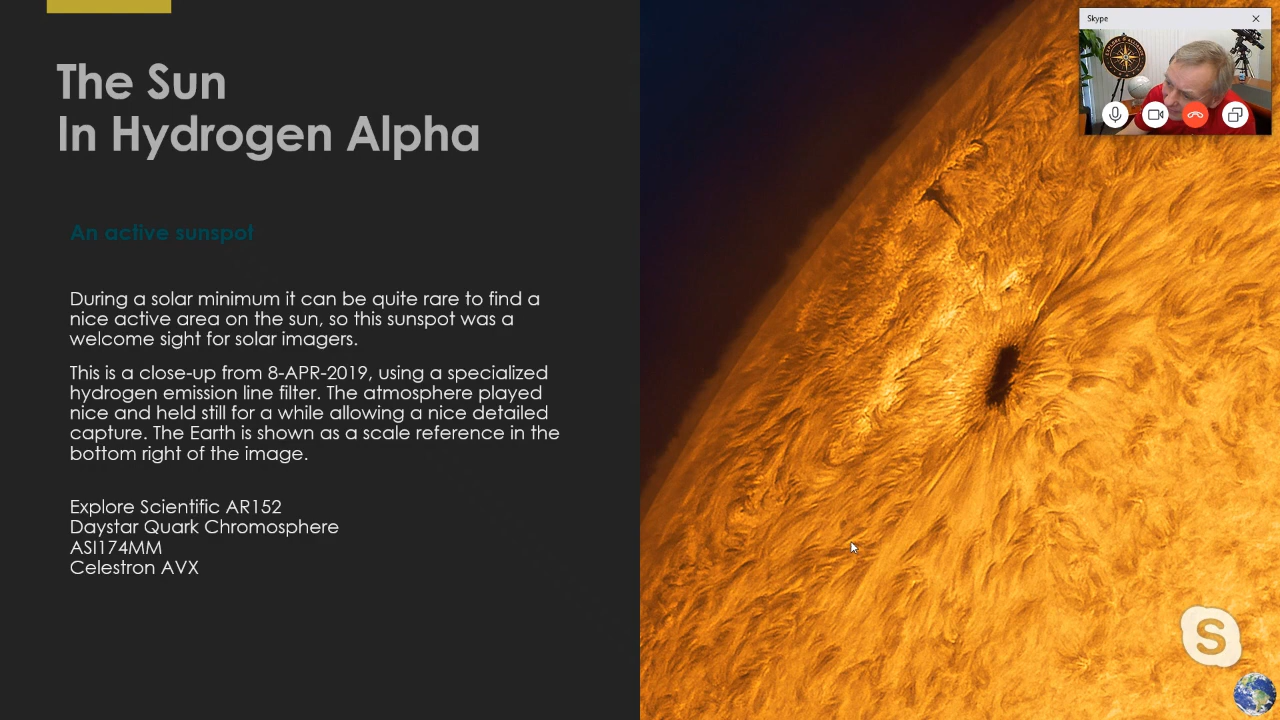 The Sun
In Hydrogen Alpha
An active sunspot
During a solar minimum it can be quite rare to find a
nice active area on the sun, so this sunspot was a
welcome sight for solar imagers.
This is a close-up from 8-APR-2019, using a specialized
hydrogen emission line filter. The atmosphere played
nice and held still for a while allowing a nice detailed
capture. The Earth is shown as a scale reference in the
bottom right of the image.
Explore Scientific AR152
Daystar Quark Chromosphere
ASI174MM
Celestron AVX
Skype
S